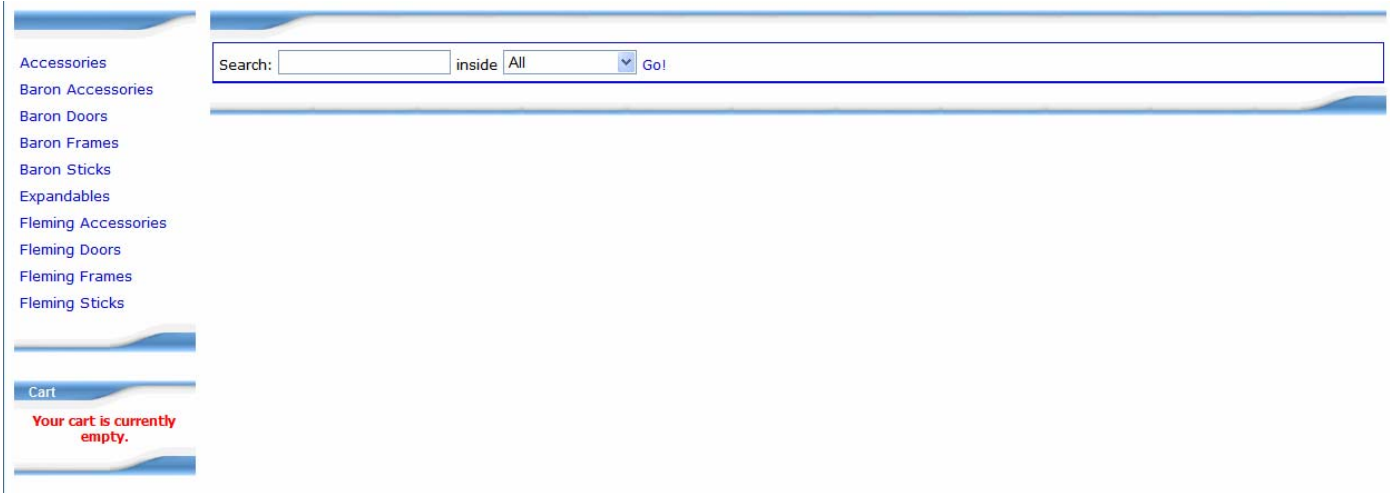 Accessories
Baron Accessories
Baron Doors
Baron Frames
Baron Sticks
Expandables
Fleming Accessories
Fleming Doors
Fleming Frames
Fleming Sticks
Cart
Your cart is currently
empty.
Search: inside All Go!